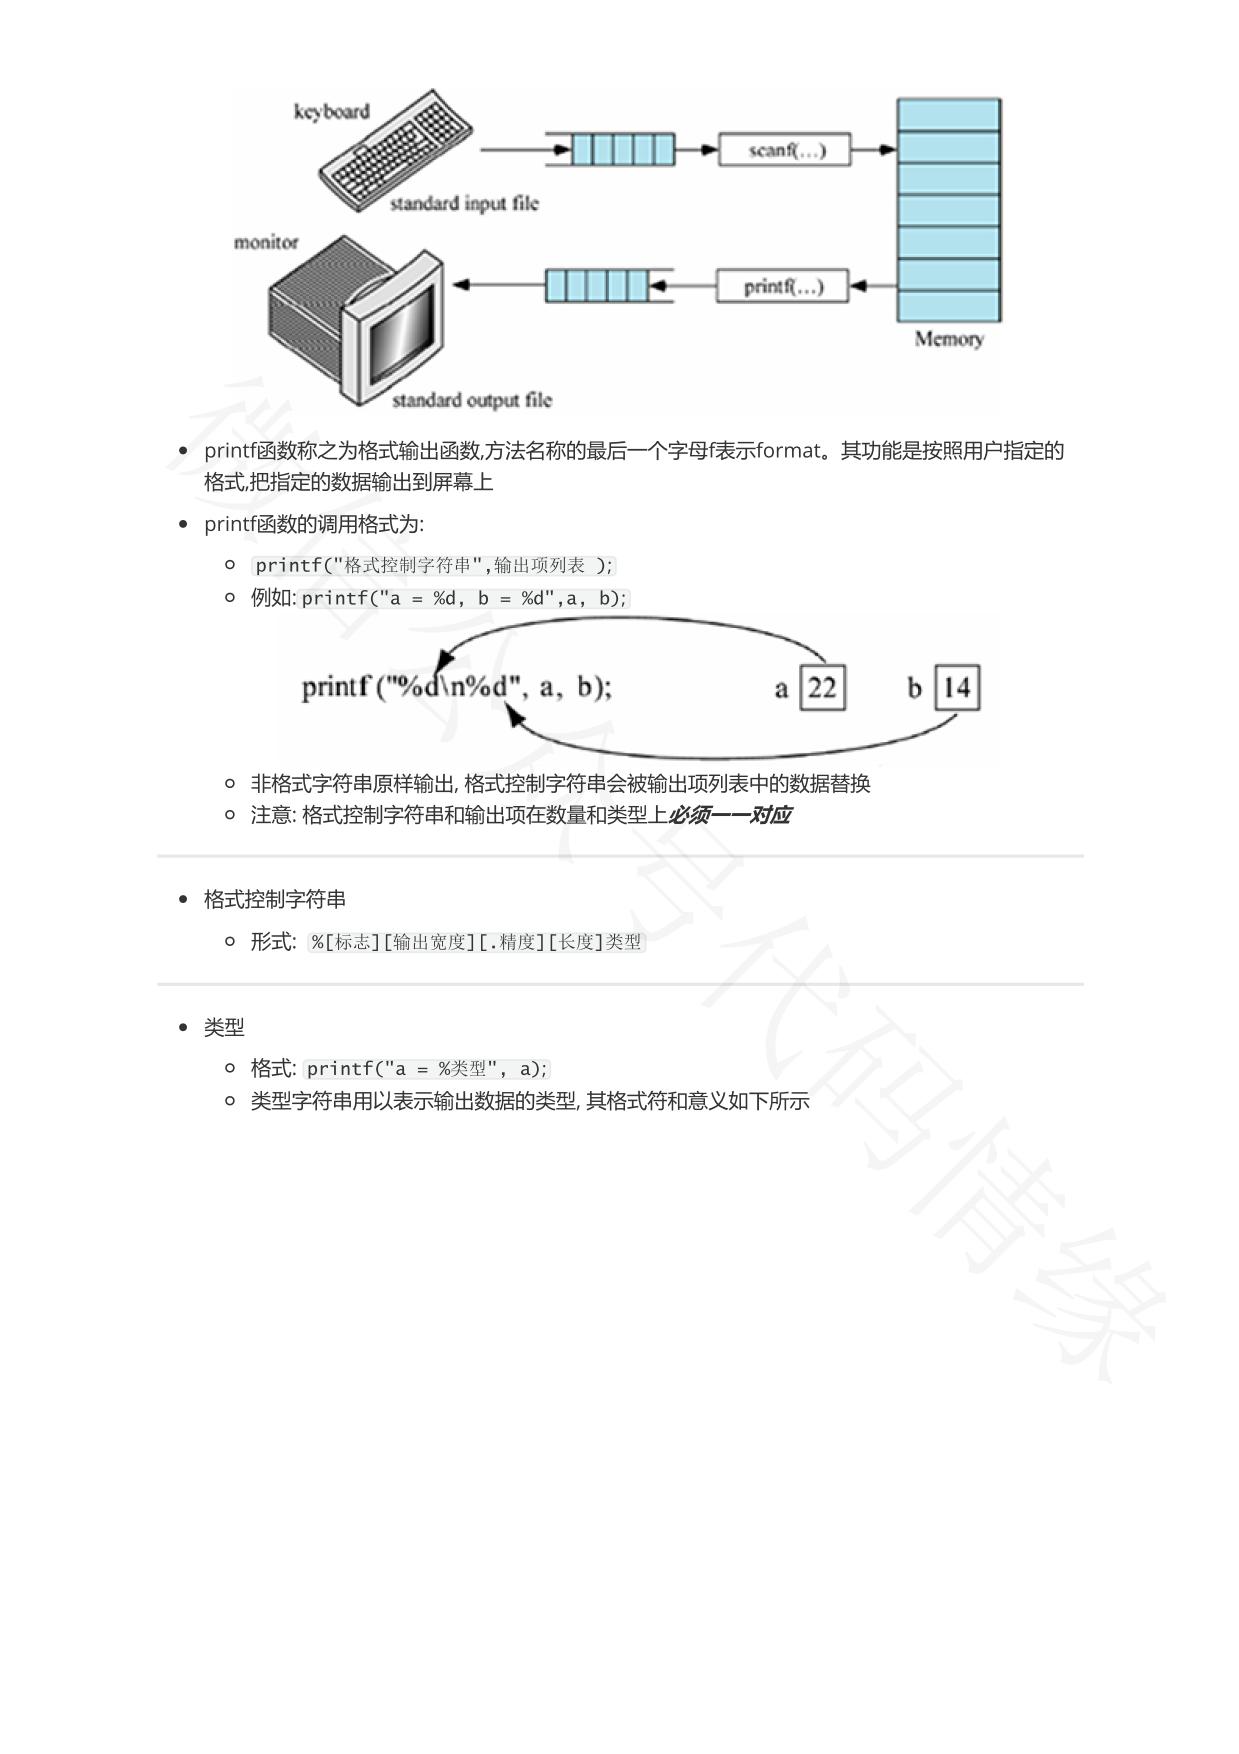 keyboard
scanf(...)
standard input file
monitor
printf(...)
Memory
standard output file
printf函数称之为格式输出函数,方法名称的最后一个字母f表示format。其功能是按照用户指定的
格式,把指定的数据输出到屏幕上
printf函数的调用格式为:
printf("格式控制字符串",输出项列表 );
例如: printf("a = %d, b = %d",a, b);
printf ("%d\n%d", a, b); a 22 b 14
非格式字符串原样输出, 格式控制字符串会被输出项列表中的数据替换
注意: 格式控制字符串和输出项在数量和类型上必须一一对应
格式控制字符串
形式: %[标志][输出宽度][.精度][长度]类型
类型
格式: printf("a = %类型", a);
类型字符串用以表示输出数据的类型, 其格式符和意义如下所示
微信公众号代码情缘